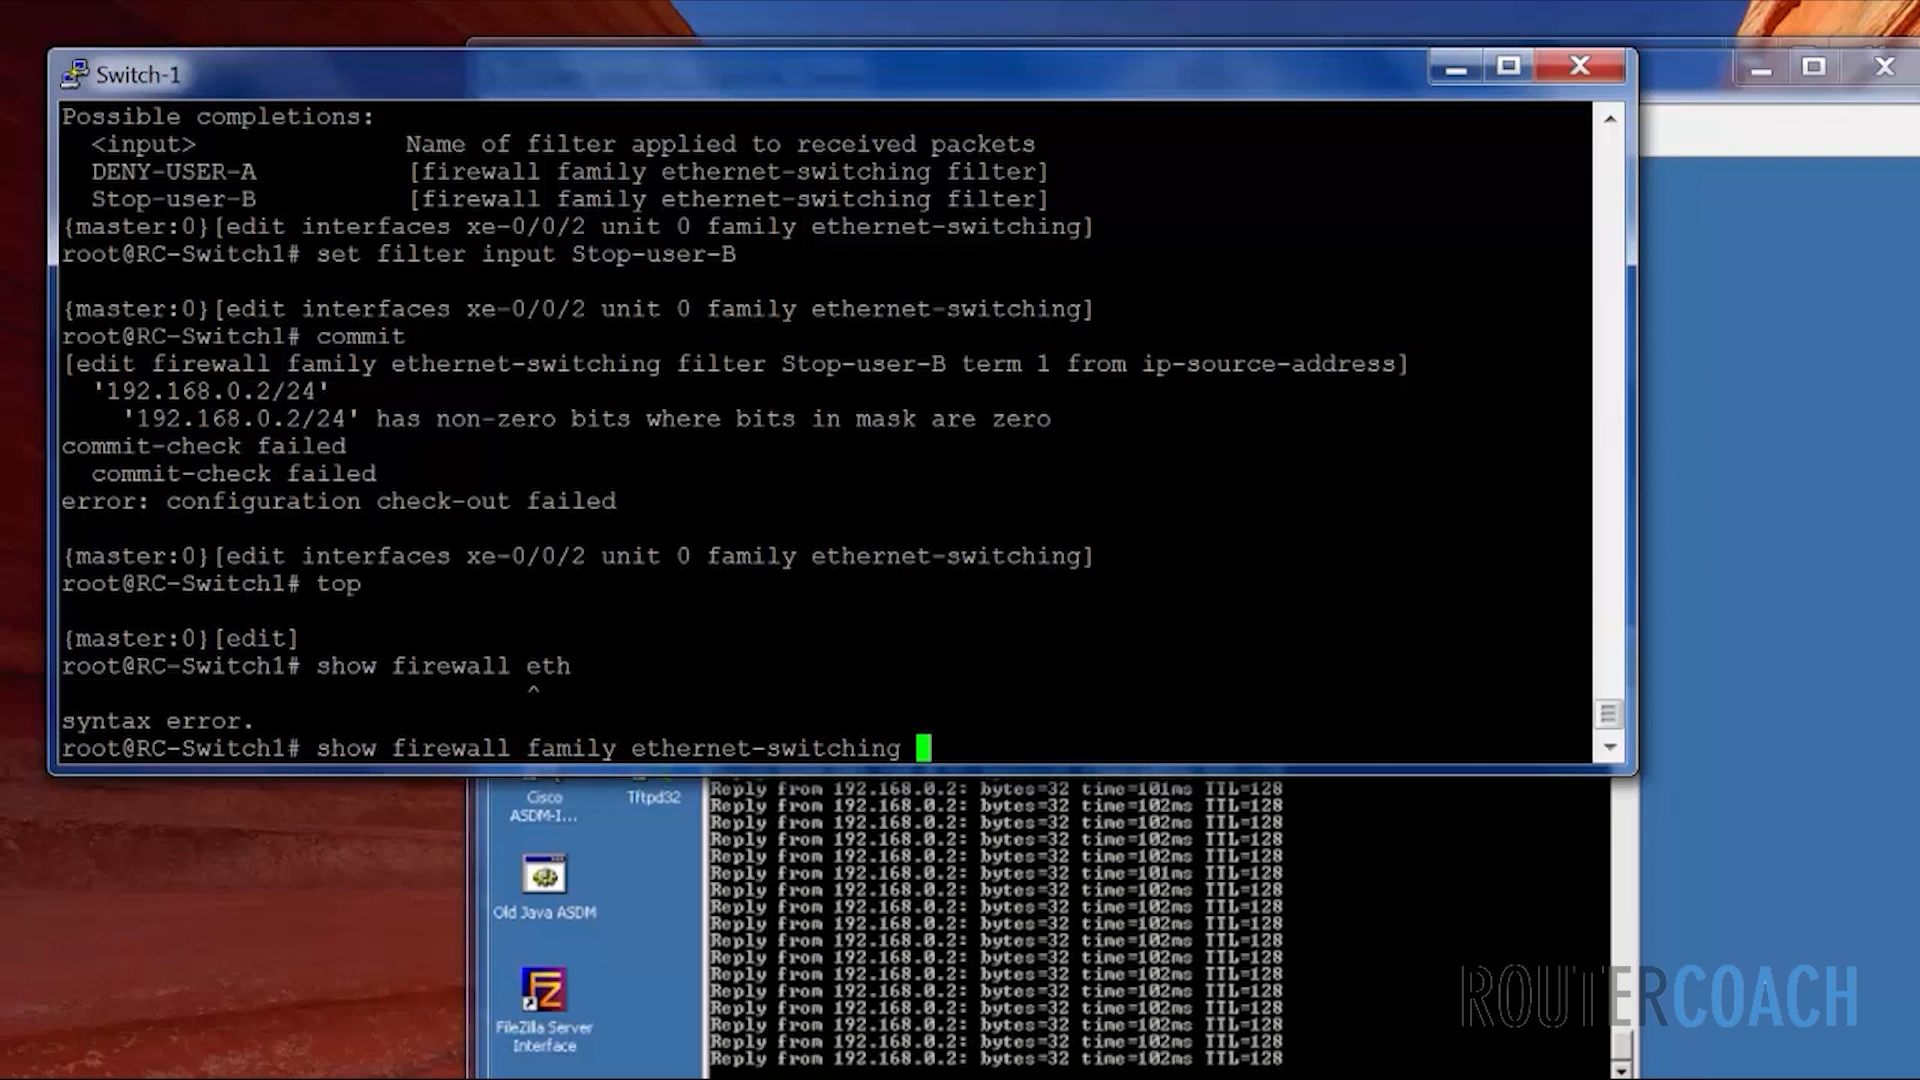 Switch-1
Possible completions:
<input> Name of filter applied to received packets
DENY-USER-A [firewall family ethernet-switching filter]
Stop-user-B [firewall family ethernet-switching filter]
{master:0}[edit interfaces xe-0/0/2 unit 0 family ethernet-switching]
root@RC-Switch1# set filter input Stop-user-B
{master:0}[edit interfaces xe-0/0/2 unit 0 family ethernet-switching]
root@RC-Switch1# commit
[edit firewall family ethernet-switching filter Stop-user-B term 1 from ip-source-address]
'192.168.0.2/24'
'192.168.0.2/24' has non-zero bits where bits in mask are zero
commit-check failed
commit-check failed
error: configuration check-out failed
{master:0}[edit interfaces xe-0/0/2 unit 0 family ethernet-switching]
root@RC-Switch1# top
{master:0}[edit]
root@RC-Switch1# show firewall eth
^
syntax error.
root@RC-Switch1# show firewall family ethernet-switching
Cisco
ASDM-I...
Tftpd32
Old Java ASDM
FileZilla Server
Interface
Reply from 192.168.0.2: bytes=32 time=101ms TTL=128
Reply from 192.168.0.2: bytes=32 time=102ms TTL=128
Reply from 192.168.0.2: bytes=32 time=102ms TTL=128
Reply from 192.168.0.2: bytes=32 time=102ms TTL=128
Reply from 192.168.0.2: bytes=32 time=102ms TTL=128
Reply from 192.168.0.2: bytes=32 time=101ms TTL=128
Reply from 192.168.0.2: bytes=32 time=102ms TTL=128
Reply from 192.168.0.2: bytes=32 time=102ms TTL=128
Reply from 192.168.0.2: bytes=32 time=102ms TTL=128
Reply from 192.168.0.2: bytes=32 time=102ms TTL=128
Reply from 192.168.0.2: bytes=32 time=102ms TTL=128
Reply from 192.168.0.2: bytes=32 time=102ms TTL=128
Reply from 192.168.0.2: bytes=32 time=102ms TTL=128
Reply from 192.168.0.2: bytes=32 time=102ms TTL=128
Reply from 192.168.0.2: bytes=32 time=102ms TTL=128
Reply from 192.168.0.2: bytes=32 time=102ms TTL=128
Reply from 192.168.0.2: bytes=32 time=102ms TTL=128
ROUTERCOACH